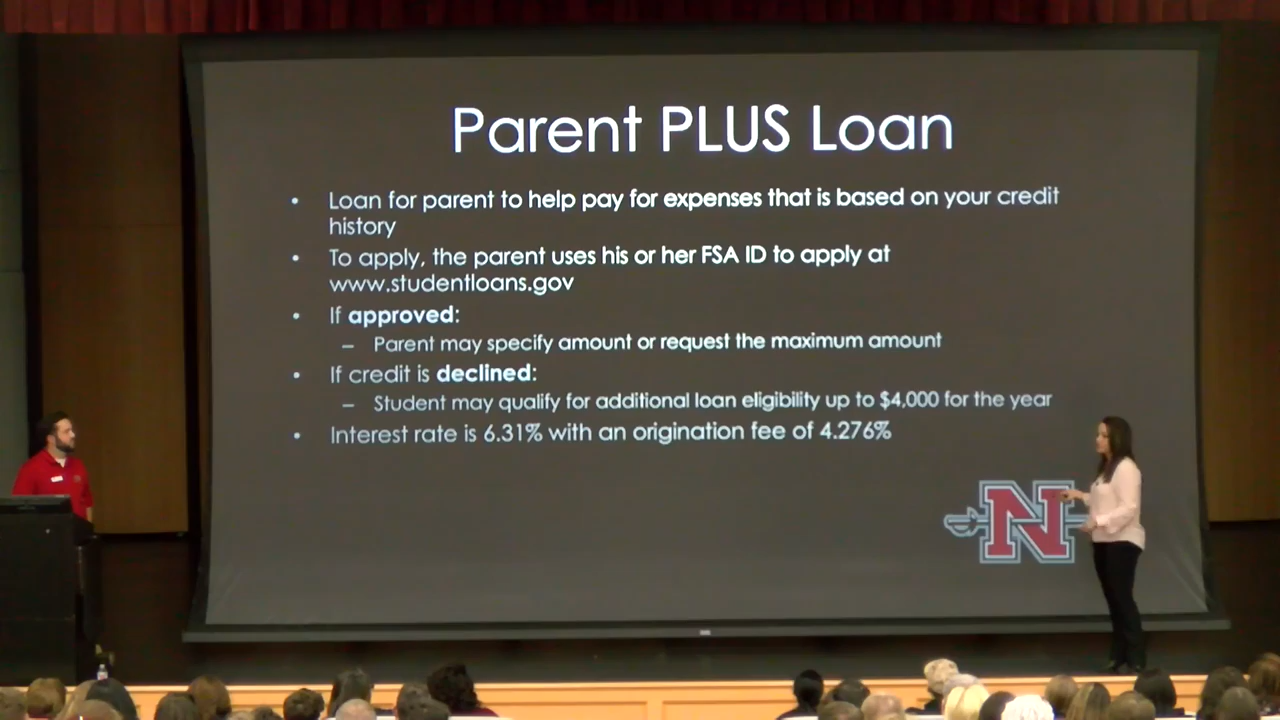 Parent PLUS Loan
• Loan for parent to help pay for expenses that is based on your credit
history
• To apply, the parent uses his or her FSA ID to apply at
www.studentloans.gov
• If approved:
– Parent may specify amount or request the maximum amount
• If credit is declined:
– Student may qualify for additional loan eligibility up to $4,000 for the year
• Interest rate is 6.31% with an origination fee of 4.276%
N